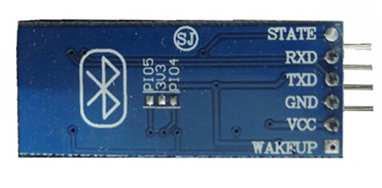 SJ
STATE
RXD
TXD
GND
VCC
WAKEUP
PIO5
3V3
PIO4